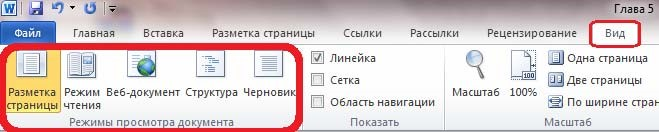 Глава 5
Файл Главная Вставка Разметка страницы Ссылки Рассылки Рецензирование Вид
Разметка страницы
Режим чтения
Веб-документ
Структура
Черновик
Режимы просмотра документа
Линейка
Сетка
Область навигации
Показать
Масштаб
100%
Одна страница
Две страницы
По ширине стран
Масштаб